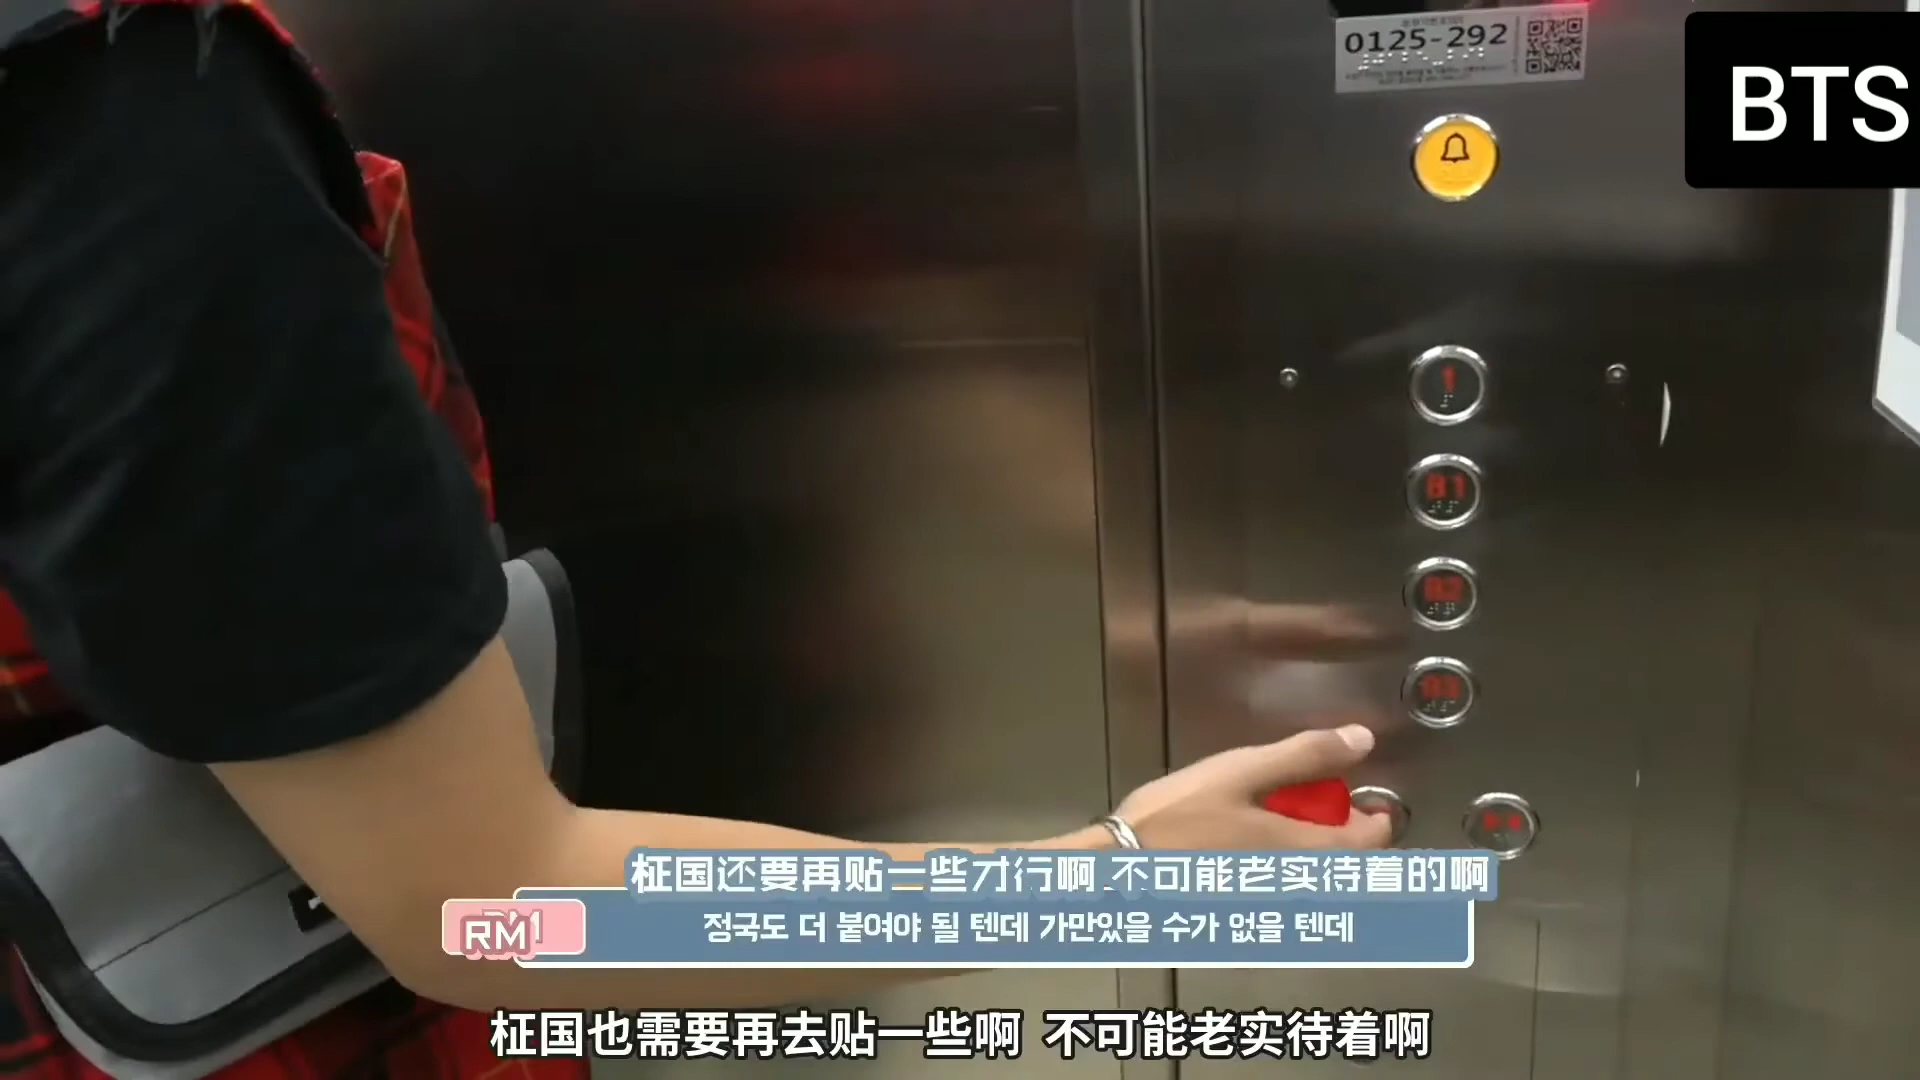 0125-292
BTS
1
B1
B2
B3
柾国还要再贴一些才行啊 不可能老实待着的啊
RM
정국도 더 붙여야 될 텐데 가만있을 수가 없을 텐데
柾国也需要再去贴一些啊 不可能老实待着啊